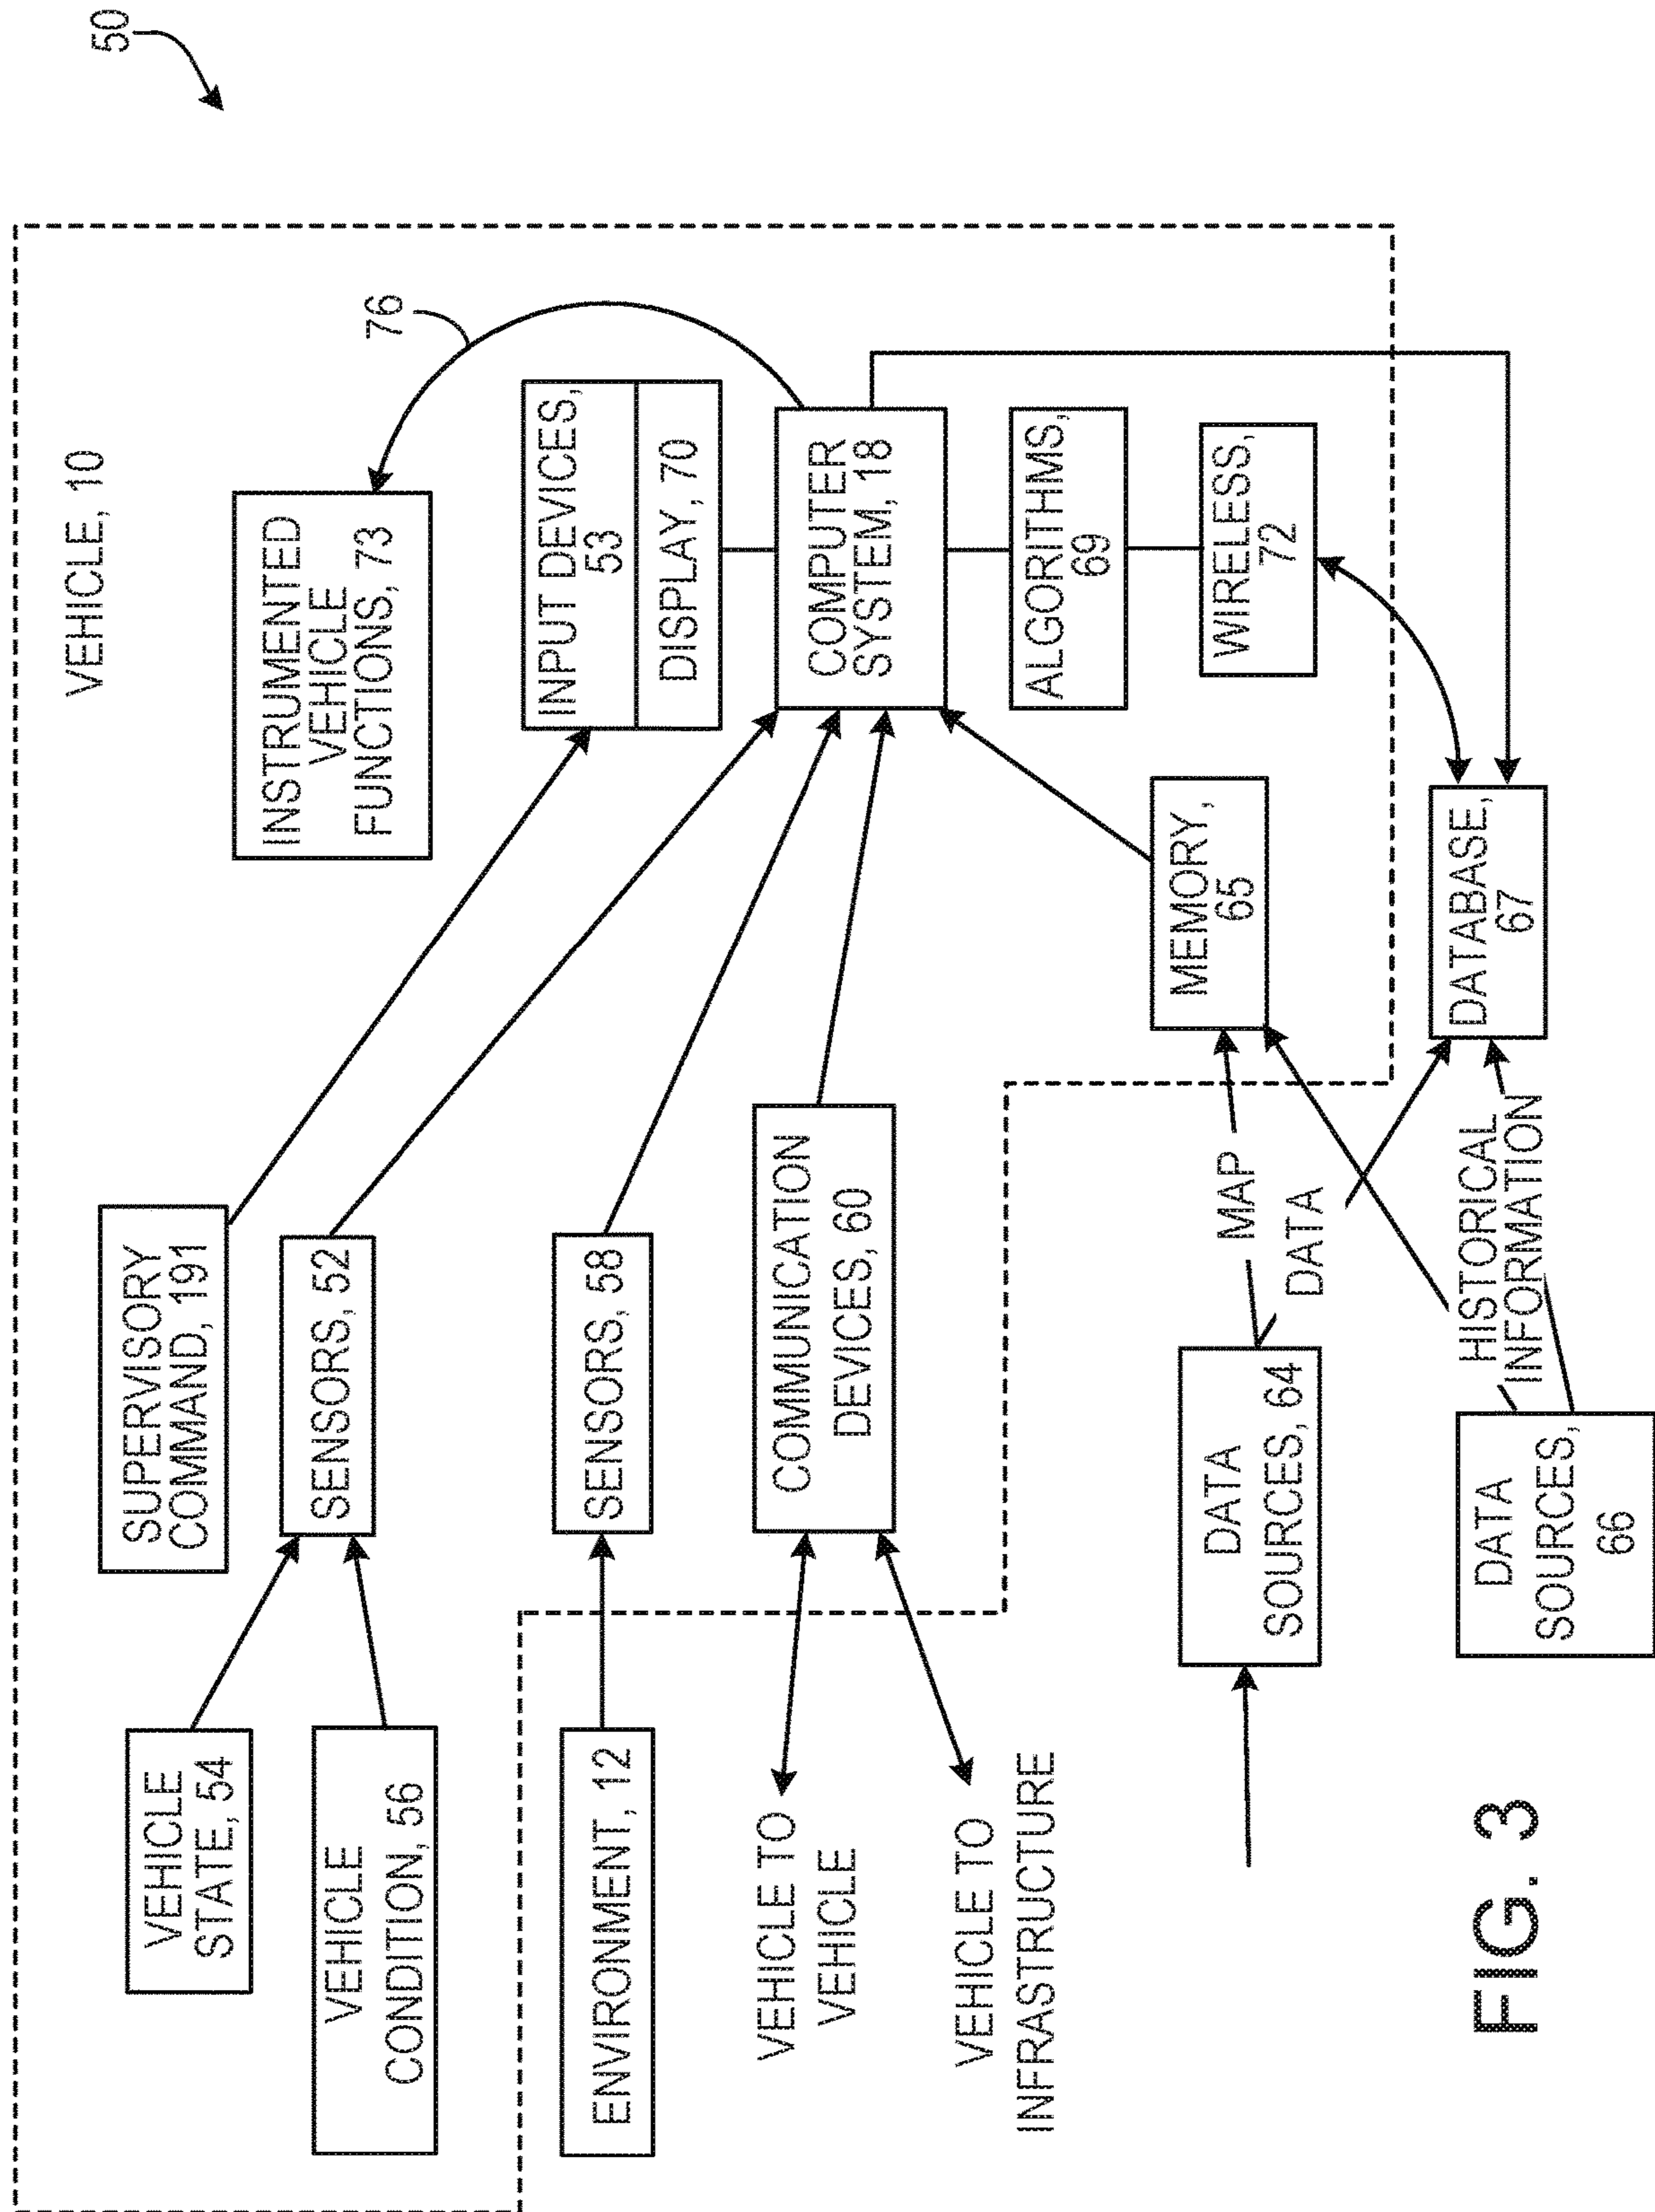 50
VEHICLE, 10
SUPERVISORY
COMMAND, 191
VEHICLE
STATE, 54
SENSORS, 52
VEHICLE
CONDITION, 56
INSTRUMENTED
VEHICLE
FUNCTIONS, 73
76
INPUT DEVICES,
53
DISPLAY, 70
ENVIRONMENT, 12
SENSORS, 58
COMPUTER
SYSTEM, 18
VEHICLE TO
VEHICLE
COMMUNICATION
DEVICES, 60
VEHICLE TO
INFRASTRUCTURE
ALGORITHMS,
69
MEMORY,
65
WIRELESS,
72
DATA
SOURCES, 64
MAP
DATA
DATABASE,
67
HISTORICAL
INFORMATION
DATA
SOURCES,
66
FIG. 3